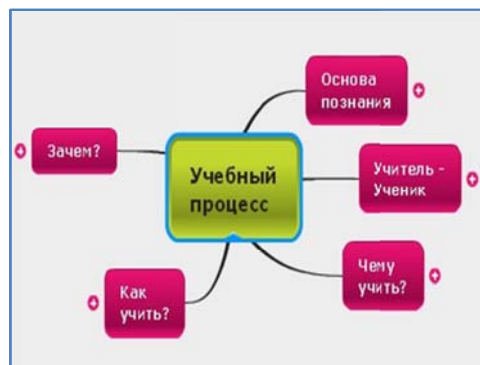 Основа
познания
Зачем?
Учебный
процесс
Учитель -
Ученик
Чему
учить?
Как
учить?